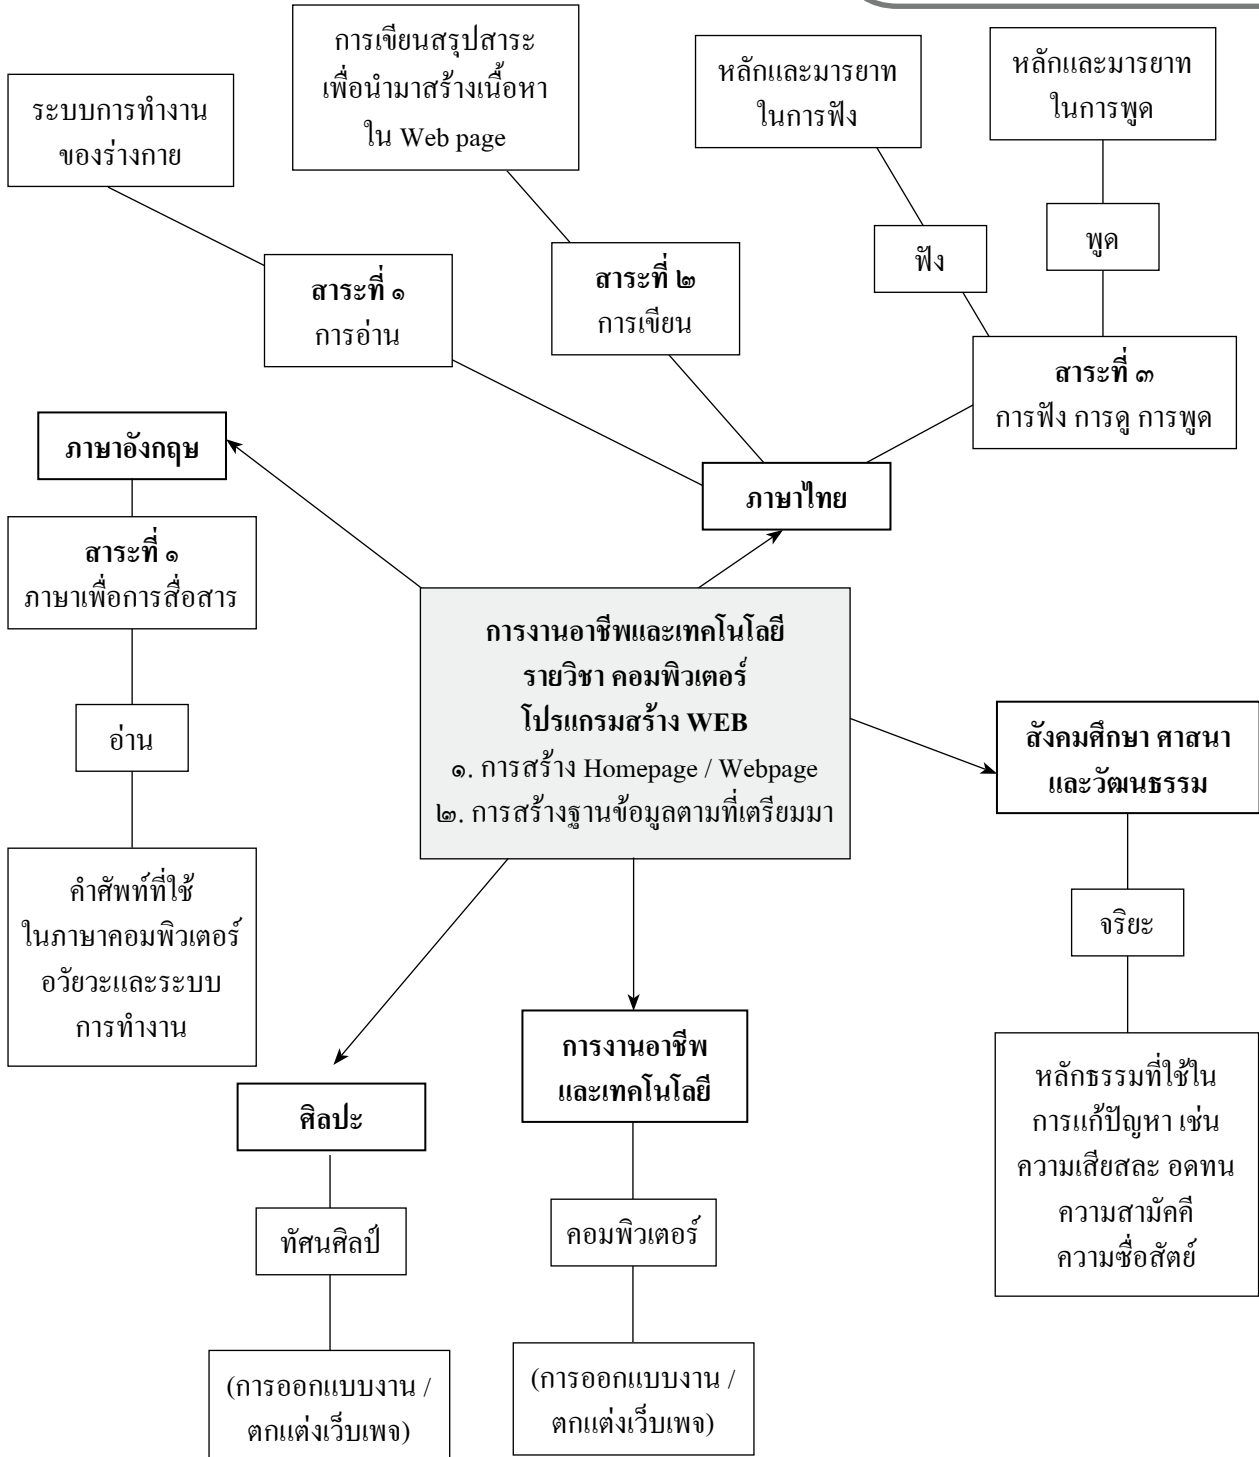 การเขียนสรุปสาระ
เพื่อนำมาสร้างเนื้อหา
ใน Web page
หลักและมารยาท
ในการฟัง
หลักและมารยาท
ในการพูด
ระบบการทำงาน
ของร่างกาย
พูด
ฟัง
สาระที่ ๑
การอ่าน
สาระที่ ๒
การเขียน
สาระที่ ๓
การฟัง การดู การพูด
ภาษาอังกฤษ
ภาษาไทย
สาระที่ ๑
ภาษาเพื่อการสื่อสาร
การงานอาชีพและเทคโนโลยี
รายวิชา คอมพิวเตอร์
โปรแกรมสร้าง WEB
๑. การสร้าง Homepage / Webpage
๒. การสร้างฐานข้อมูลตามที่เตรียมมา
อ่าน
สังคมศึกษา ศาสนา
และวัฒนธรรม
คำศัพท์ที่ใช้
ในภาษาคอมพิวเตอร์
อวัยวะและระบบ
การทำงาน
จริยะ
การงานอาชีพ
และเทคโนโลยี
หลักธรรมที่ใช้ใน
การแก้ปัญหา เช่น
ความเสียสละ อดทน
ความสามัคคี
ความซื่อสัตย์
ศิลปะ
ทัศนศิลป์
คอมพิวเตอร์
(การออกแบบงาน /
ตกแต่งเว็บเพจ)
(การออกแบบงาน /
ตกแต่งเว็บเพจ)